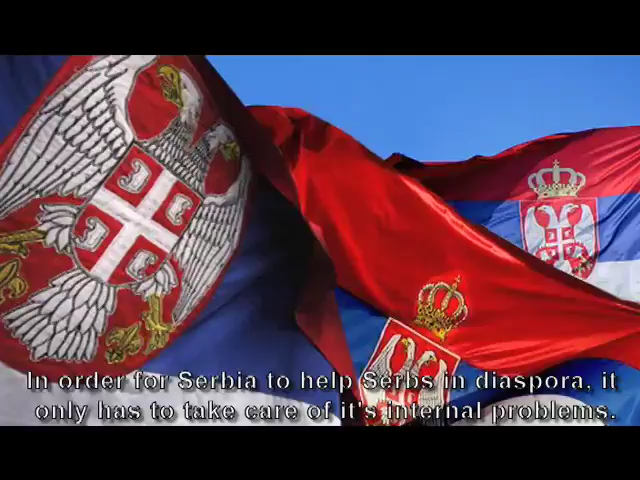 In order for Serbia to help Serbs in diaspora, it
only has to take care of it's internal problems.